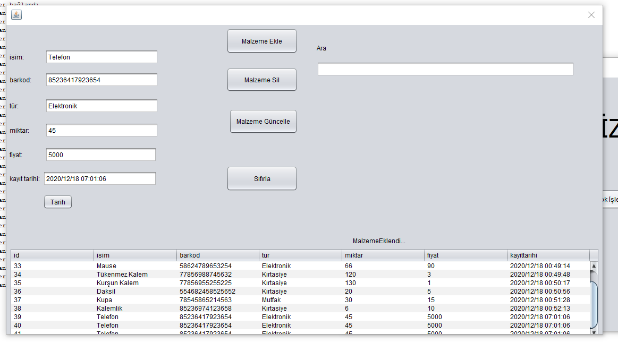 Malzeme Ekle
Ara
isim: Telefon
barkod: 85236417923654
Malzeme Sil
tür: Elektronik
Malzeme Güncelle
miktar: 45
fiyat: 5000
kayıt tarihi: 2020/12/18 07:01:06
Sıfırla
Tarih
MalzemeEklendi...
id isim barkod tur miktar fiyat kayittarihi
33 Mause 58624789653254 Elektronik 66 90 2020/12/18 00:49:14
34 Tükenmez Kalem 77856988745632 Kırtasiye 120 3 2020/12/18 00:49:48
35 Kurşun Kalem 77856955255225 Kırtasiye 130 1 2020/12/18 00:50:17
36 Daksil 554682458525652 Kırtasiye 20 5 2020/12/18 00:50:56
37 Kupa 78545865214563 Mutfak 30 15 2020/12/18 00:51:28
38 Kalemlik 85236974123658 Kırtasiye 6 10 2020/12/18 00:52:13
39 Telefon 85236417923654 Elektronik 45 5000 2020/12/18 07:01:06
40 Telefon 85236417923654 Elektronik 45 5000 2020/12/18 07:01:06
41 Telefon 85236417923654 Elektronik 45 5000 2020/12/18 07:01:06